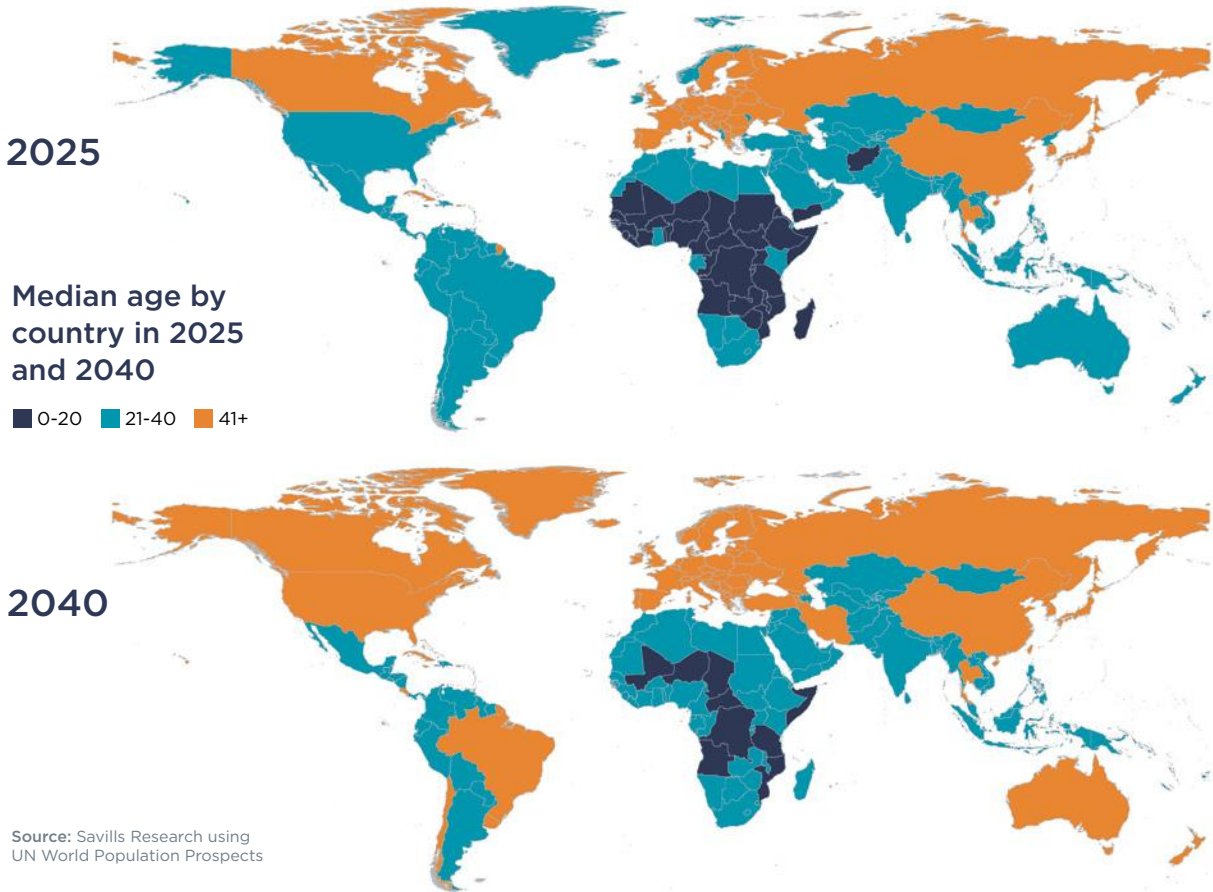 2025
Median age by
country in 2025
and 2040
0-20 21-40 41+
2040
Source: Savills Research using
UN World Population Prospects